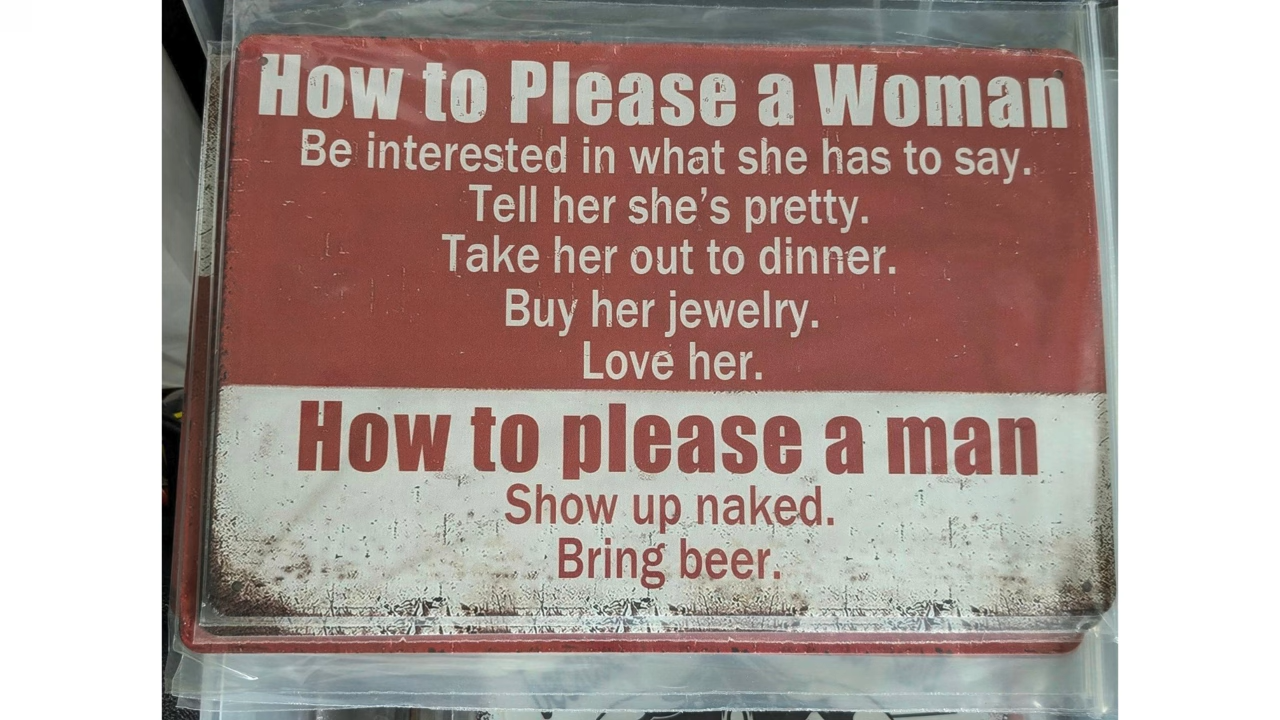 How to Please a Woman
Be interested in what she has to say.
Tell her she's pretty.
Take her out to dinner.
Buy her jewelry.
Love her.
How to please a man
Show up naked.
Bring beer.